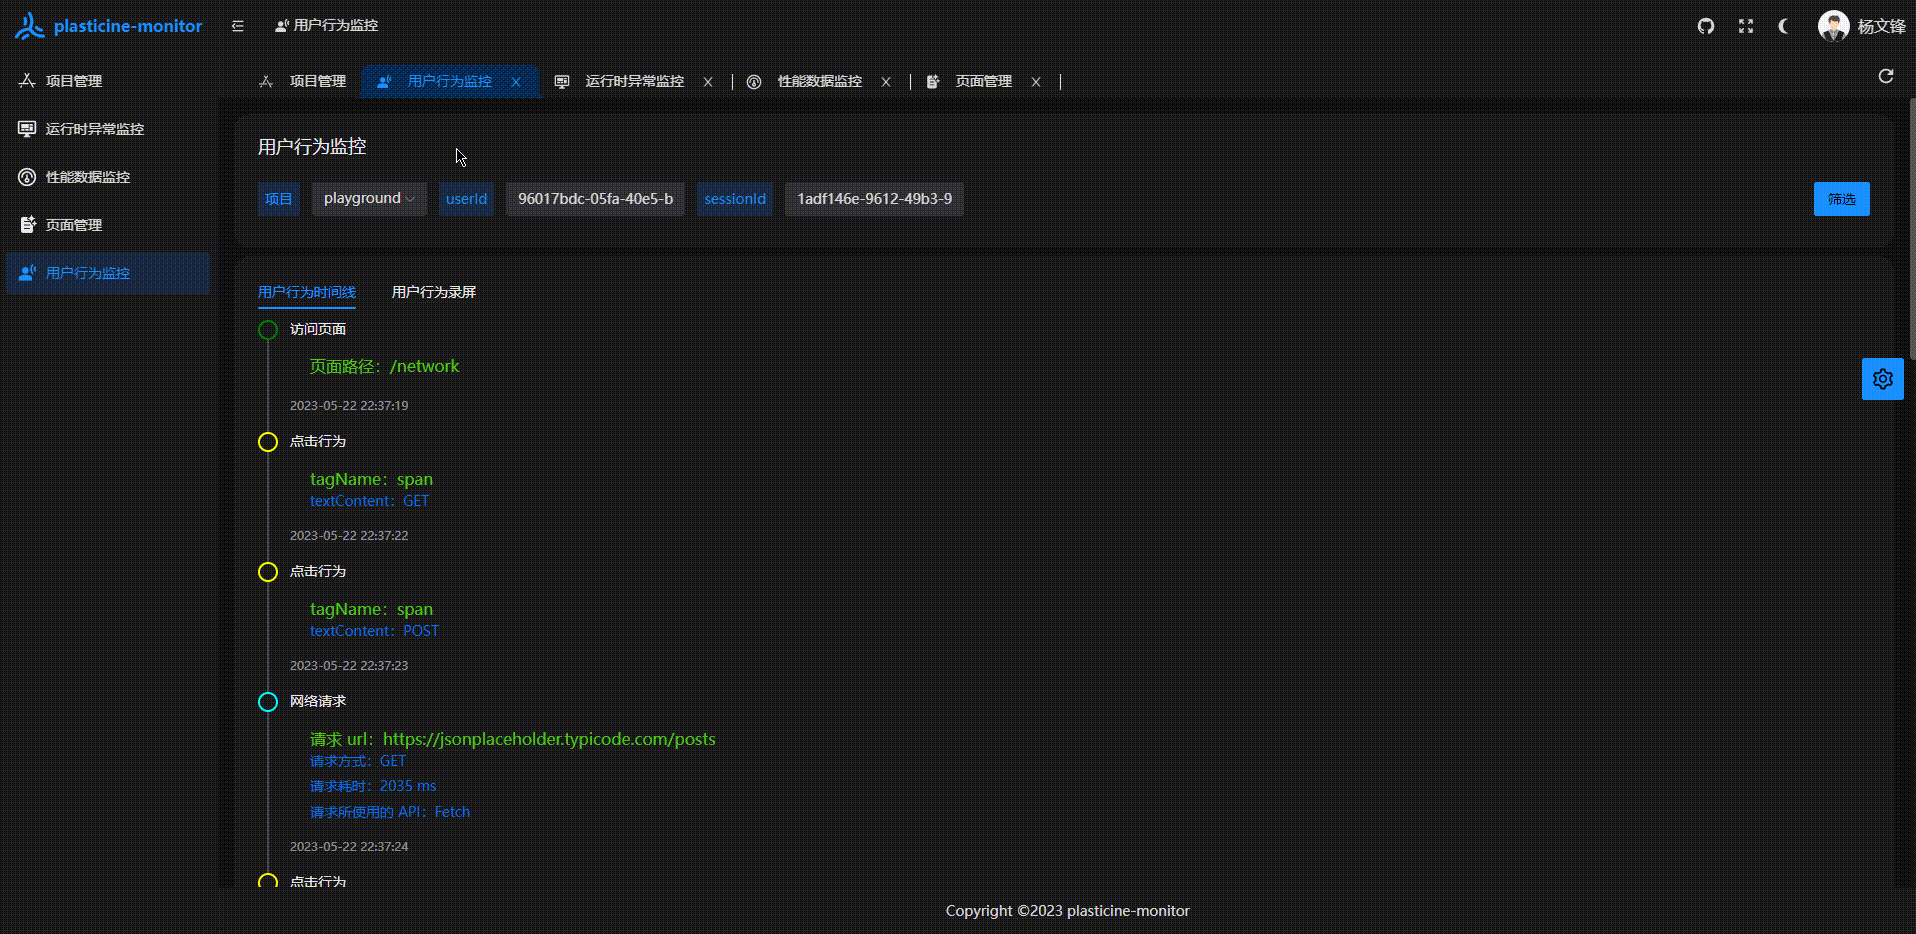 plasticine-monitor
用户行为监控
杨文锋
项目管理
运行时异常监控
性能数据监控
页面管理
用户行为监控
项目管理
用户行为监控
运行时异常监控
性能数据监控
页面管理
用户行为监控
项目
playground
userId
96017bdc-05fa-40e5-b
sessionId
1adf146e-9612-49b3-9
筛选
用户行为时间线
用户行为录屏
访问页面
页面路径：/network
2023-05-22 22:37:19
点击行为
tagName：span
textContent：GET
2023-05-22 22:37:22
点击行为
tagName：span
textContent：POST
2023-05-22 22:37:23
网络请求
请求 url：https://jsonplaceholder.typicode.com/posts
请求方式：GET
请求耗时：2035 ms
请求所使用的 API：Fetch
2023-05-22 22:37:24
点击行为
Copyright ©2023 plasticine-monitor